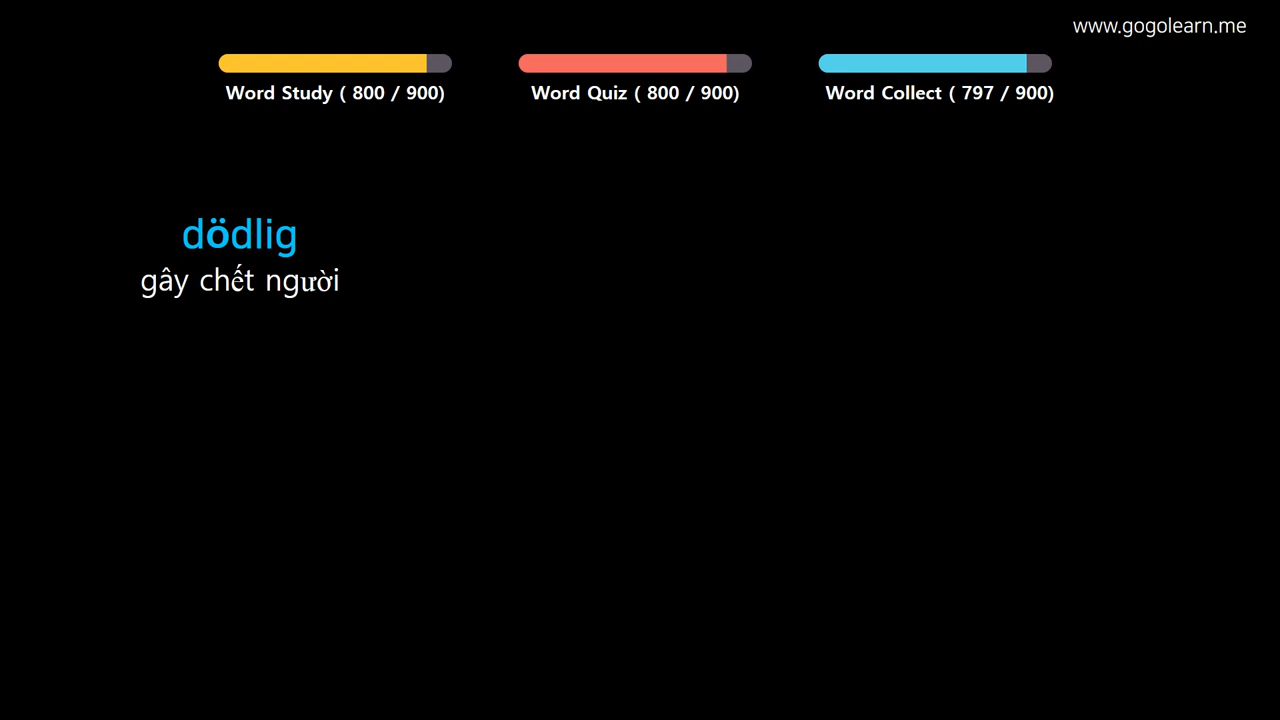 www.gogolearn.me
Word Study ( 800 / 900)
Word Quiz ( 800 / 900)
Word Collect ( 797 / 900)
dödlig
gây chết người